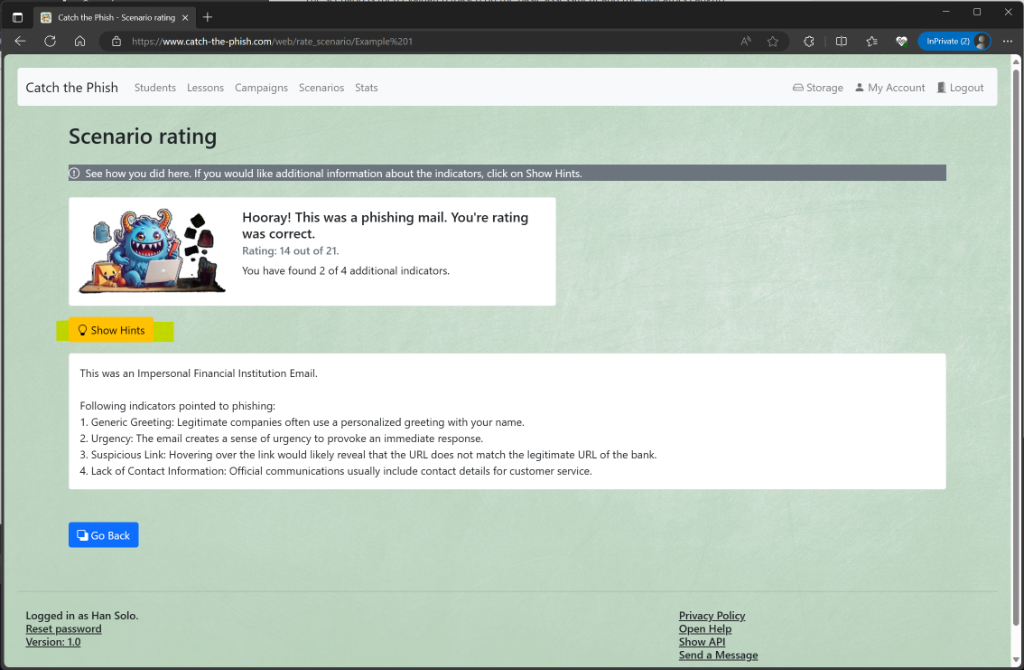 Catch the Phish - Scenario rating
https://www.catch-the-phish.com/web/rate_scenario/Example%201
InPrivate (2)
Catch the Phish Students Lessons Campaigns Scenarios Stats Storage My Account Logout
Scenario rating
See how you did here. If you would like additional information about the indicators, click on Show Hints.
Hooray! This was a phishing mail. You're rating
was correct.
Rating: 14 out of 21.
You have found 2 of 4 additional indicators.
Show Hints
This was an Impersonal Financial Institution Email.
Following indicators pointed to phishing:
1. Generic Greeting: Legitimate companies often use a personalized greeting with your name.
2. Urgency: The email creates a sense of urgency to provoke an immediate response.
3. Suspicious Link: Hovering over the link would likely reveal that the URL does not match the legitimate URL of the bank.
4. Lack of Contact Information: Official communications usually include contact details for customer service.
Go Back
Logged in as Han Solo.
Reset password
Version: 1.0
Privacy Policy
Open Help
Show API
Send a Message